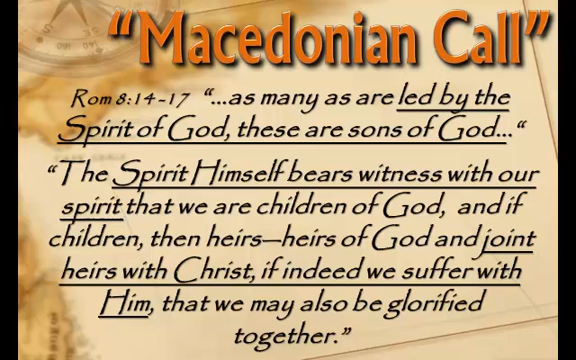 “Macedonian Call”
Rom 8:14-17 “...as many as are led by the
Spirit of God, these are sons of God...“
“The Spirit Himself bears witness with our
spirit that we are children of God, and if
children, then heirs—heirs of God and joint
heirs with Christ, if indeed we suffer with
Him, that we may also be glorified
together.”